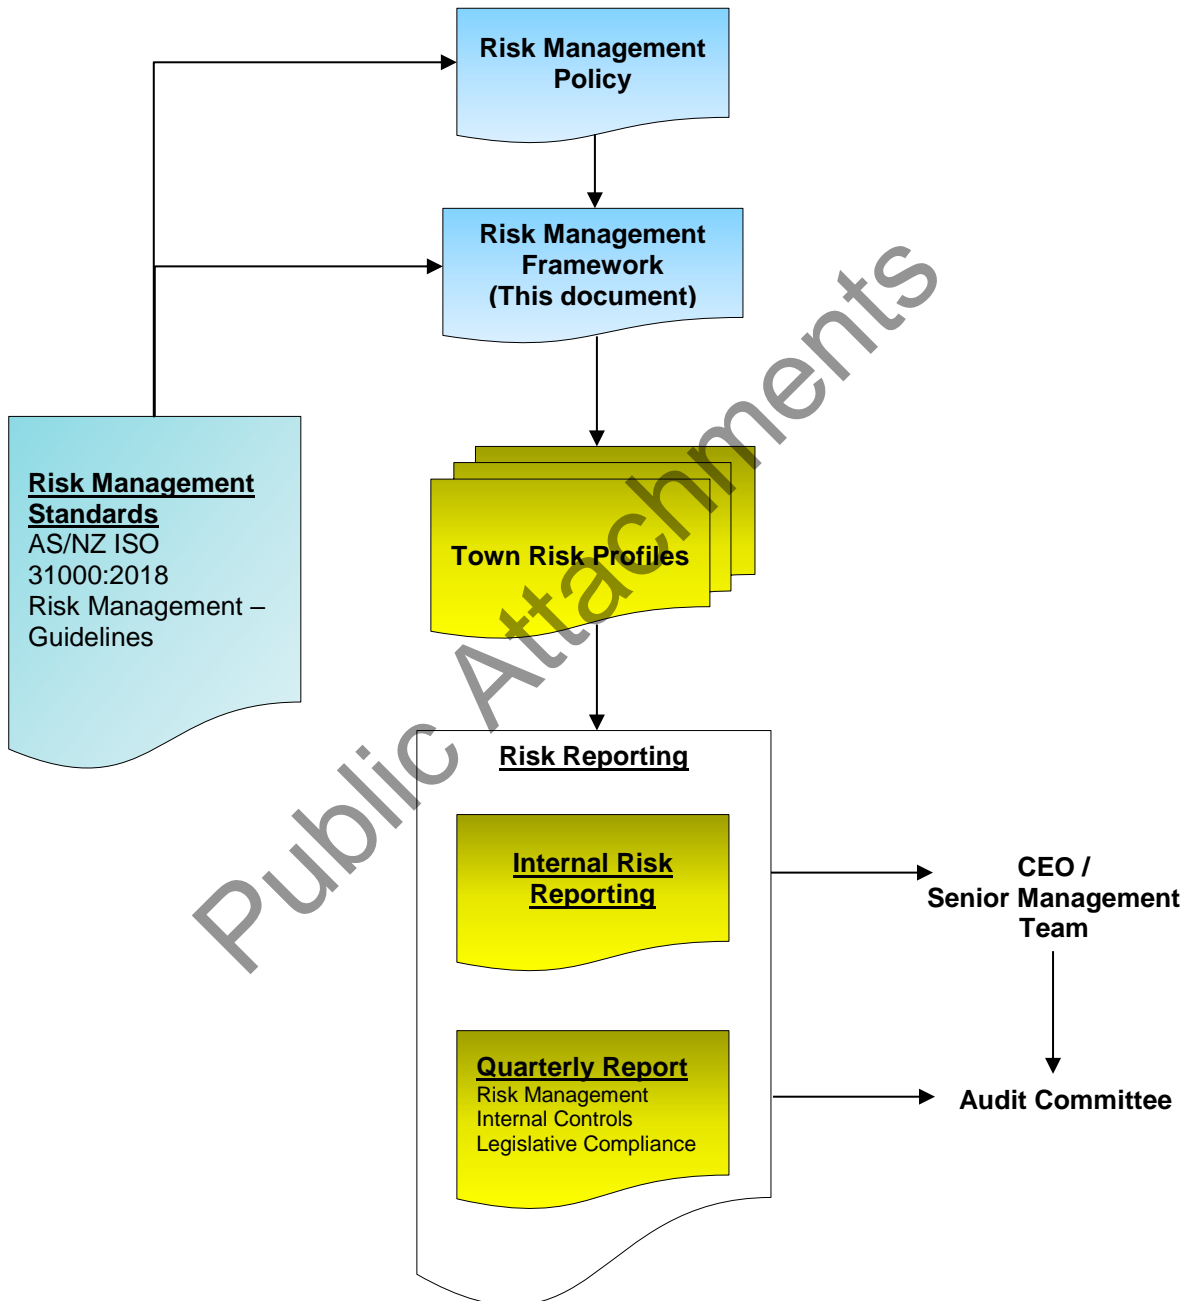 Risk Management
Policy
Risk Management
Framework
(This document)
Risk Management
Standards
AS/NZ ISO
31000:2018
Risk Management –
Guidelines
Town Risk Profiles
Risk Reporting
Internal Risk
Reporting
CEO /
Senior Management
Team
Quarterly Report
Risk Management
Internal Controls
Legislative Compliance
Audit Committee
Public Attachments